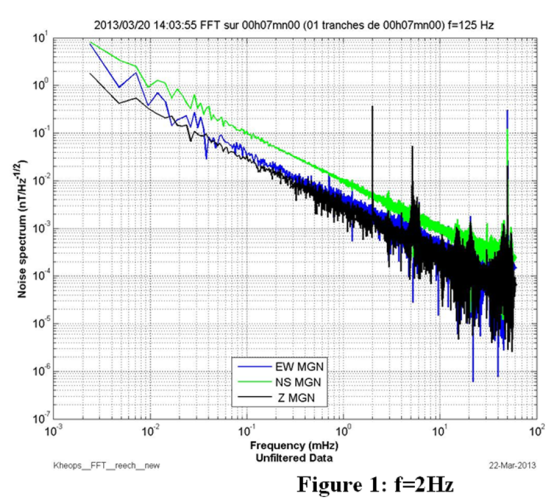 2013/03/20 14:03:55 FFT sur 00h07mn00 (01 tranches de 00h07mn00) f=125 Hz
10^1
10^0
10^-1
10^-2
10^-3
10^-4
10^-5
10^-6
10^-7
Noise spectrum (nT/Hz^-1/2)
EW MGN
NS MGN
Z MGN
10^-3 10^-2 10^-1 10^0 10^1 10^2
Frequency (mHz)
Unfiltered Data
Kheops__FFT__reech__new
22-Mar-2013
Figure 1: f=2Hz